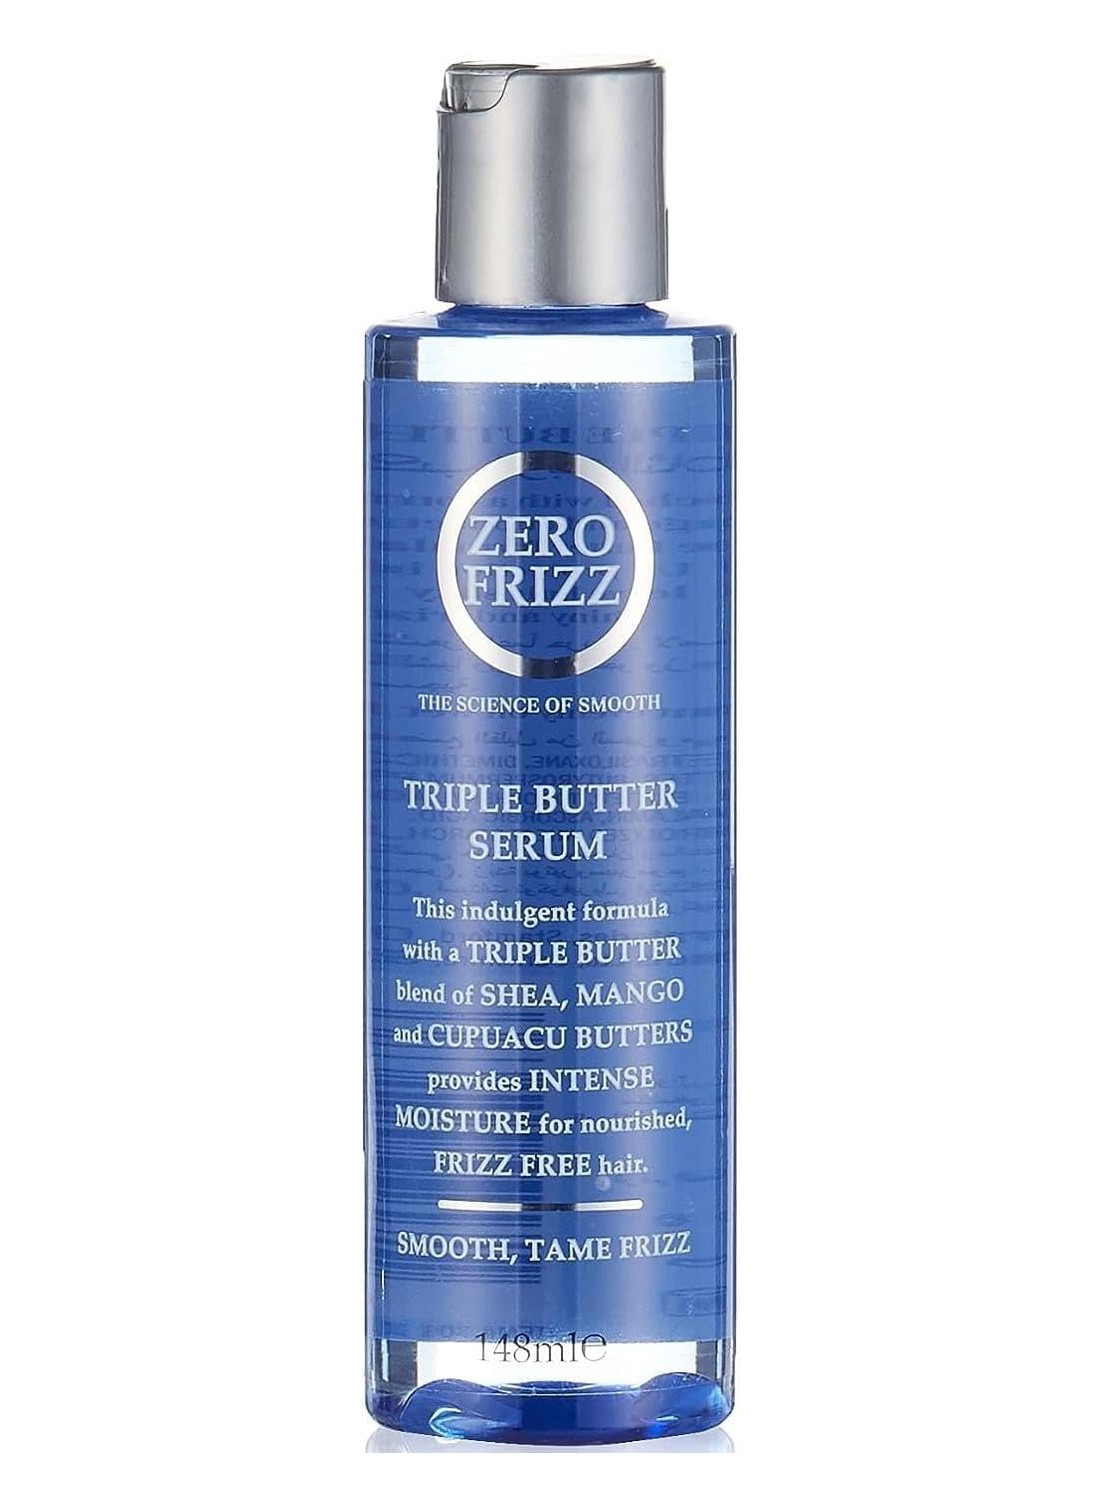 ZERO
FRIZZ
THE SCIENCE OF SMOOTH
TRIPLE BUTTER
SERUM
This indulgent formula
with a TRIPLE BUTTER
blend of SHEA, MANGO
and CUPUACU BUTTERS
provides INTENSE
MOISTURE for nourished,
FRIZZ FREE hair.
SMOOTH, TAME FRIZZ
148ml℮